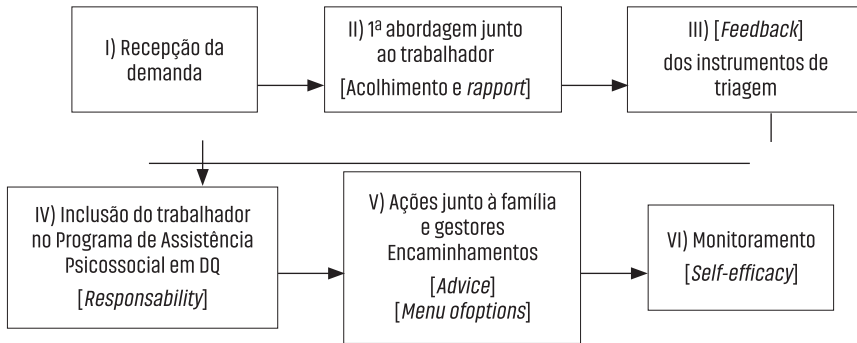 I) Recepção da
demanda
II) 1ª abordagem junto
ao trabalhador
[Acolhimento e rapport]
III) [Feedback]
dos instrumentos de
triagem
IV) Inclusão do trabalhador
no Programa de Assistência
Psicossocial em DQ
[Responsability]
V) Ações junto à família
e gestores
Encaminhamentos
[Advice]
[Menu ofoptions]
VI) Monitoramento
[Self-efficacy]